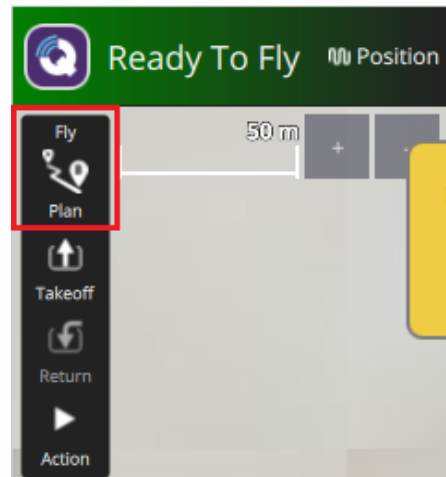 Ready To Fly
Position
Fly
50 m
+
-
Plan
Takeoff
Return
Action